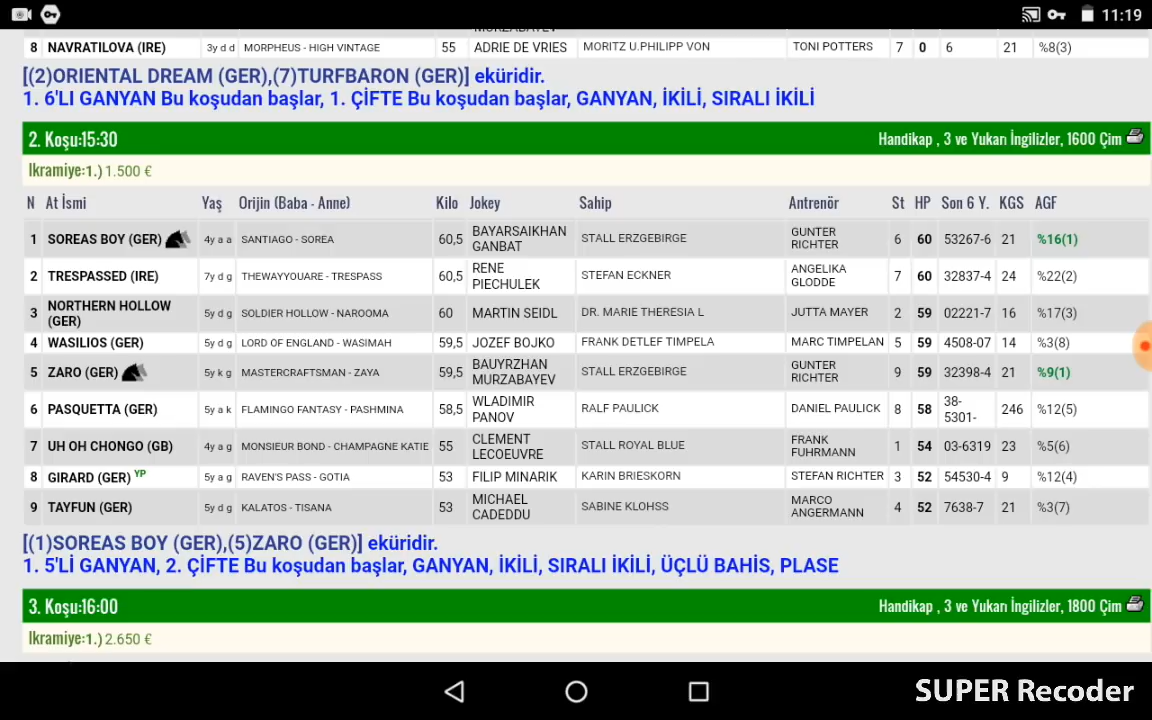 11:19
8 NAVRATILOVA (IRE) 3y d d MORPHEUS - HIGH VINTAGE 55 ADRIE DE VRIES MORITZ U.PHILIPP VON TONI POTTERS 7 0 6 21 %8(3)
[(2)ORIENTAL DREAM (GER),(7)TURFBARON (GER)] eküridir.
1. 6'LI GANYAN Bu koşudan başlar, 1. ÇİFTE Bu koşudan başlar, GANYAN, İKİLİ, SIRALI İKİLİ
2. Koşu:15:30 Handikap , 3 ve Yukarı İngilizler, 1600 Çim
Ikramiye:1.) 1.500 €
N At İsmi Yaş Orijin (Baba - Anne) Kilo Jokey Sahip Antrenör St HP Son 6 Y. KGS AGF
1 SOREAS BOY (GER) 4y a a SANTIAGO - SOREA 60,5 BAYARSAIKHAN GANBAT STALL ERZGEBIRGE GUNTER RICHTER 6 60 53267-6 21 %16(1)
2 TRESPASSED (IRE) 7y d g THEWAYYOUARE - TRESPASS 60,5 RENE PIECHULEK STEFAN ECKNER ANGELIKA GLODDE 7 60 32837-4 24 %22(2)
3 NORTHERN HOLLOW (GER) 5y d g SOLDIER HOLLOW - NAROOMA 60 MARTIN SEIDL DR. MARIE THERESIA L JUTTA MAYER 2 59 02221-7 16 %17(3)
4 WASILIOS (GER) 5y d g LORD OF ENGLAND - WASIMAH 59,5 JOZEF BOJKO FRANK DETLEF TIMPELA MARC TIMPELAN 5 59 4508-07 14 %3(8)
5 ZARO (GER) 5y k g MASTERCRAFTSMAN - ZAYA 59,5 BAUYRZHAN MURZABAYEV STALL ERZGEBIRGE GUNTER RICHTER 9 59 32398-4 21 %9(1)
6 PASQUETTA (GER) 5y a k FLAMINGO FANTASY - PASHMINA 58,5 WLADIMIR PANOV RALF PAULICK DANIEL PAULICK 8 58 38-5301- 246 %12(5)
7 UH OH CHONGO (GB) 4y a g MONSIEUR BOND - CHAMPAGNE KATIE 55 CLEMENT LECOEUVRE STALL ROYAL BLUE FRANK FUHRMANN 1 54 03-6319 23 %5(6)
8 GIRARD (GER) YP 5y a g RAVEN'S PASS - GOTIA 53 FILIP MINARIK KARIN BRIESKORN STEFAN RICHTER 3 52 54530-4 9 %12(4)
9 TAYFUN (GER) 5y d g KALATOS - TISANA 53 MICHAEL CADEDDU SABINE KLOHSS MARCO ANGERMANN 4 52 7638-7 21 %3(7)
[(1)SOREAS BOY (GER),(5)ZARO (GER)] eküridir.
1. 5'Lİ GANYAN, 2. ÇİFTE Bu koşudan başlar, GANYAN, İKİLİ, SIRALI İKİLİ, ÜÇLÜ BAHİS, PLASE
3. Koşu:16:00 Handikap , 3 ve Yukarı İngilizler, 1800 Çim
Ikramiye:1.) 2.650 €
SUPER Recoder